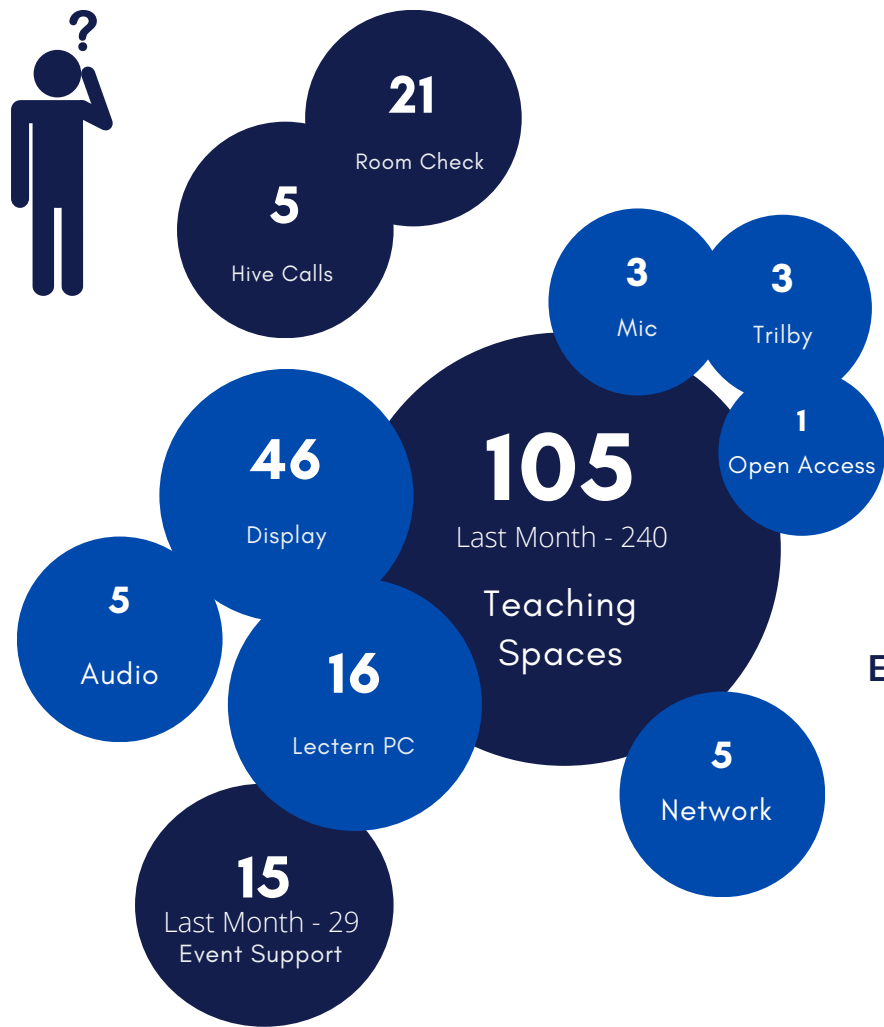 ?
21
Room Check
5
Hive Calls
3
Mic
3
Trilby
1
Open Access
105
Last Month - 240
Teaching
Spaces
46
Display
5
Audio
16
Lectern PC
E
5
Network
15
Last Month - 29
Event Support